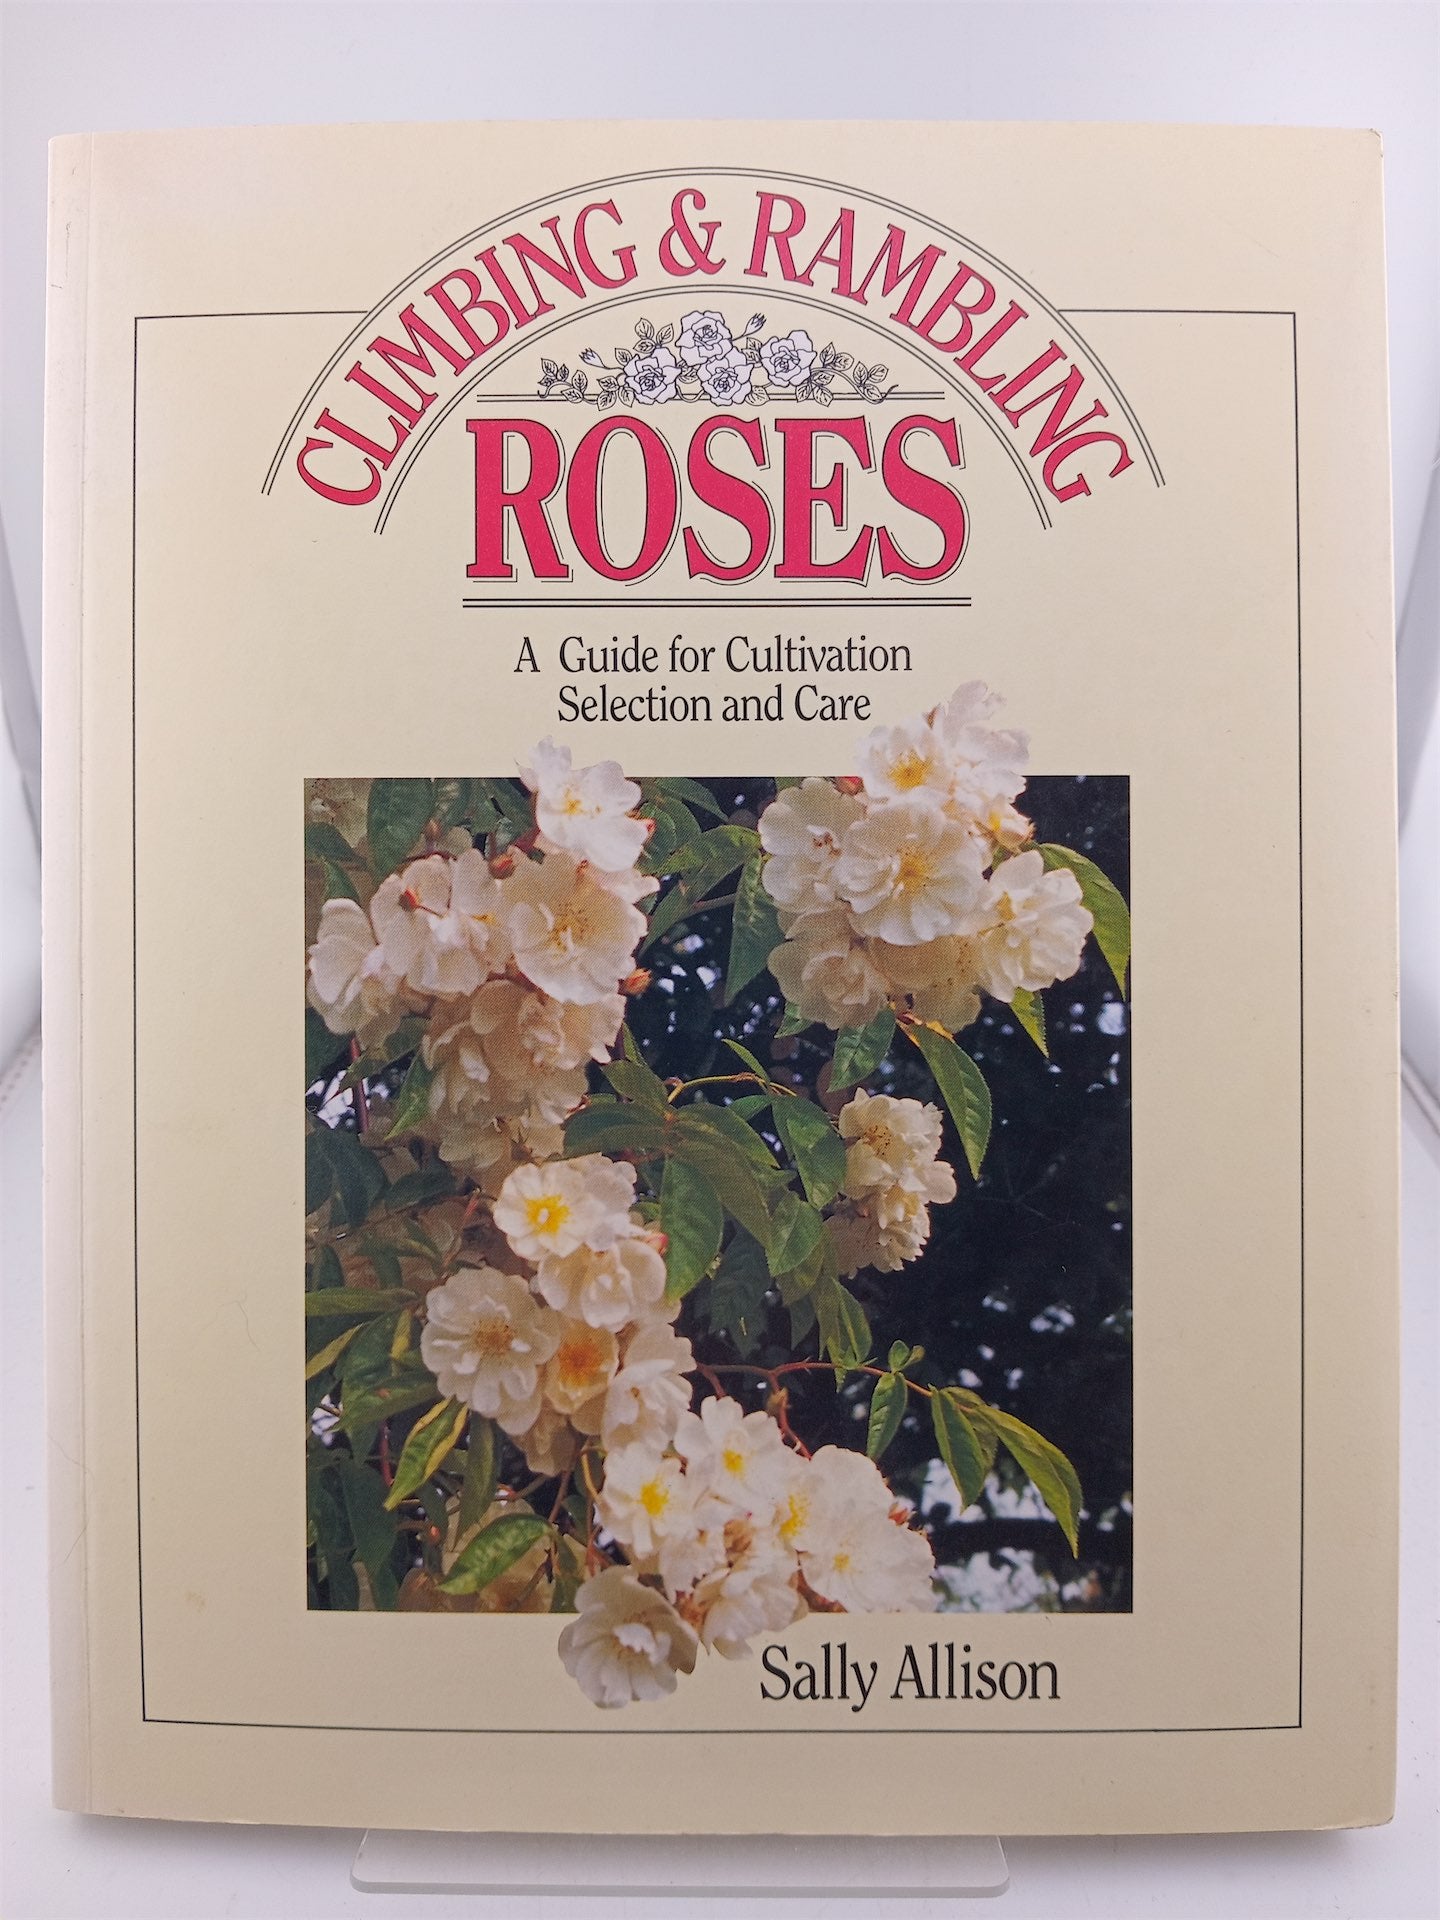 CLIMBING & RAMBLING
ROSES
A Guide for Cultivation
Selection and Care
Sally Allison